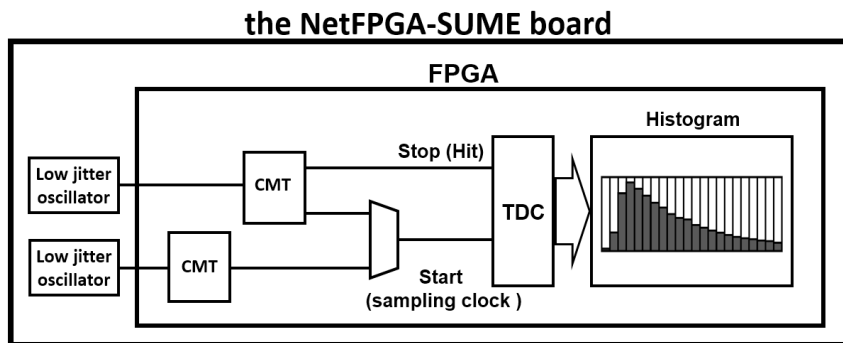 the NetFPGA-SUME board
FPGA
Histogram
Stop (Hit)
Low jitter
oscillator
CMT
TDC
Low jitter
oscillator
CMT
Start
(sampling clock )